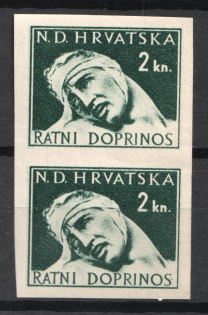 N.D. HRVATSKA
2 kn.
RATNI DOPRINOS
N.D. HRVATSKA
2 kn.
RATNI DOPRINOS